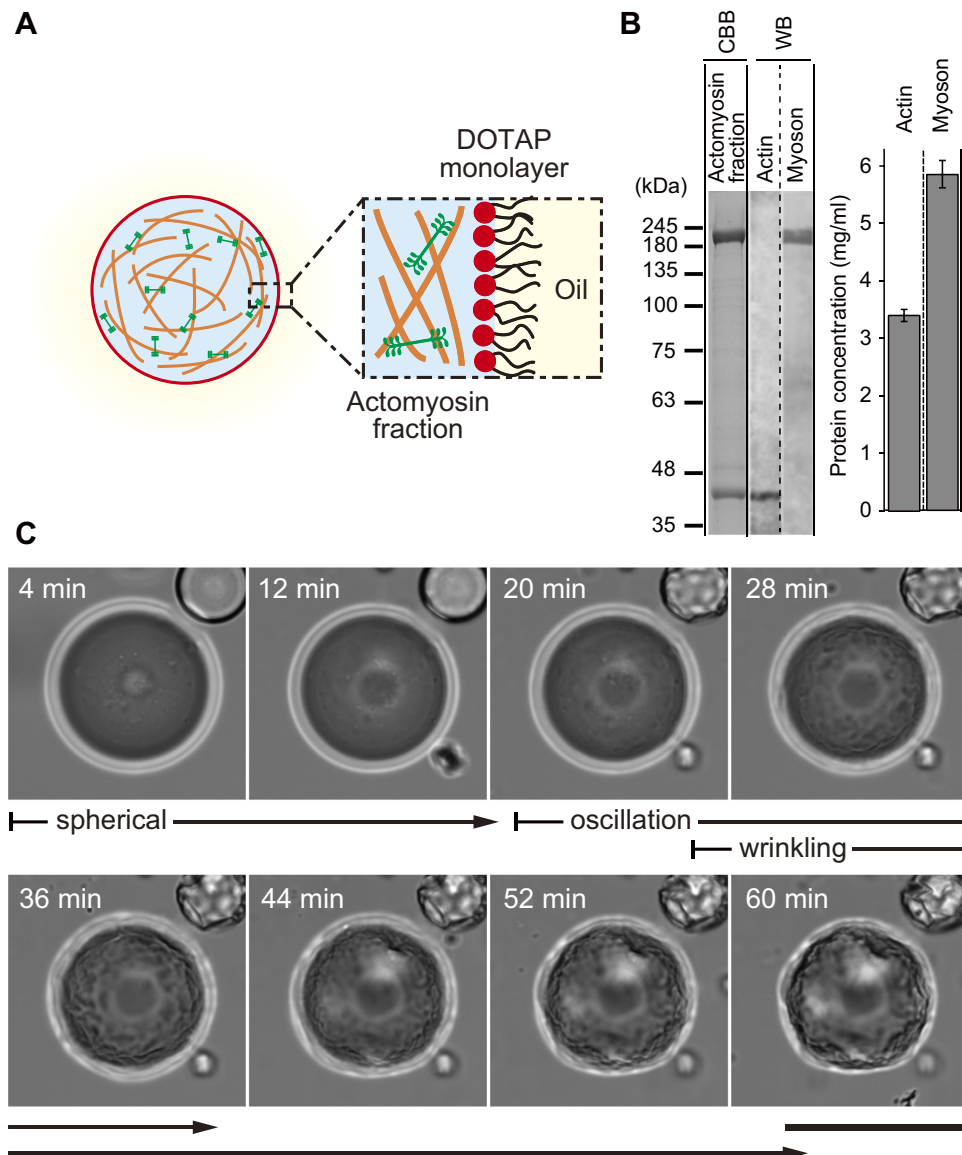 A
DOTAP
monolayer
Oil
Actomyosin
fraction
B
CBB
WB
Actomyosin
fraction
Actin
Myoson
(kDa)
245
180
135
100
75
63
48
35
Actin
Myoson
Protein concentration (mg/ml)
6
5
4
3
2
1
0
C
4 min
12 min
20 min
28 min
spherical
oscillation
wrinkling
36 min
44 min
52 min
60 min